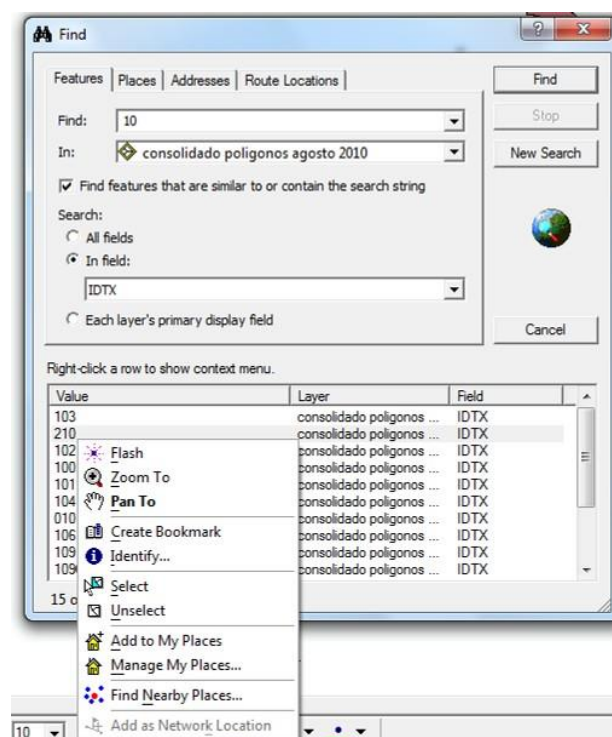 Find
Features Places Addresses Route Locations
Find
Find: 10
Stop
In: consolidado poligonos agosto 2010
New Search
Find features that are similar to or contain the search string
Search:
All fields
In field:
IDTX
Each layer's primary display field
Cancel
Right-click a row to show context menu.
Value Layer Field
103 consolidado poligonos ... IDTX
210 consolidado poligonos ... IDTX
102 consolidado poligonos ... IDTX
100 consolidado poligonos ... IDTX
101 consolidado poligonos ... IDTX
104 consolidado poligonos ... IDTX
010 consolidado poligonos ... IDTX
106 consolidado poligonos ... IDTX
109 consolidado poligonos ... IDTX
109 consolidado poligonos ... IDTX
15 o
Flash
Zoom To
Pan To
Create Bookmark
Identify...
Select
Unselect
Add to My Places
Manage My Places...
Find Nearby Places...
Add as Network Location
10